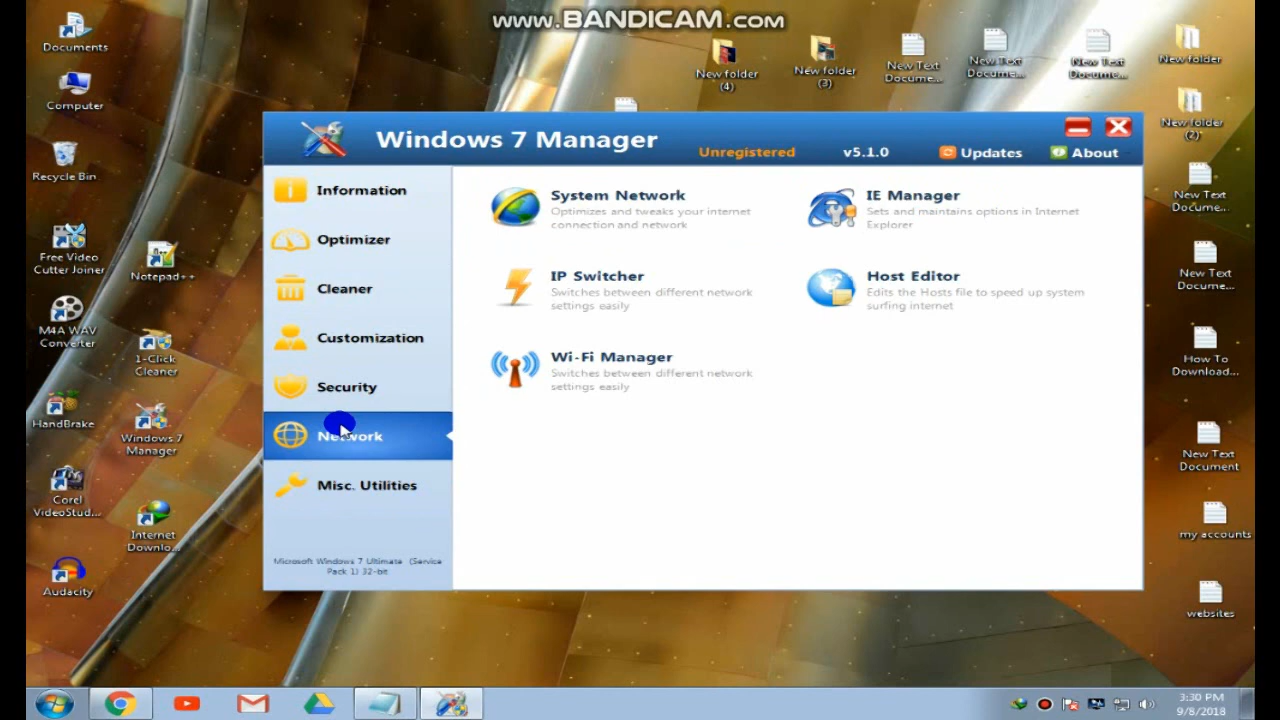 www.BANDICAM.com
Documents
Computer
Recycle Bin
Free Video
Cutter Joiner
Notepad++
M4A WAV
Converter
1-Click
Cleaner
HandBrake
Windows 7
Manager
Corel
VideoStud...
Internet
Downlo...
Audacity
New folder
(4)
New folder
(3)
New Text
Docume...
New Text
Docume...
New Text
Docume...
New folder
New folder
(2)
New Text
Docume...
New Text
Docume...
How To
Download...
New Text
Document
my accounts
websites
Windows 7 Manager
Unregistered
v5.1.0
Updates
About
Information
Optimizer
Cleaner
Customization
Security
Network
Misc. Utilities
Microsoft Windows 7 Ultimate (Service
Pack 1) 32-bit
System Network
Optimizes and tweaks your internet
connection and network
IE Manager
Sets and maintains options in Internet
Explorer
IP Switcher
Switches between different network
settings easily
Host Editor
Edits the Hosts file to speed up system
surfing internet
Wi-Fi Manager
Switches between different network
settings easily
3:30 PM
9/8/2018